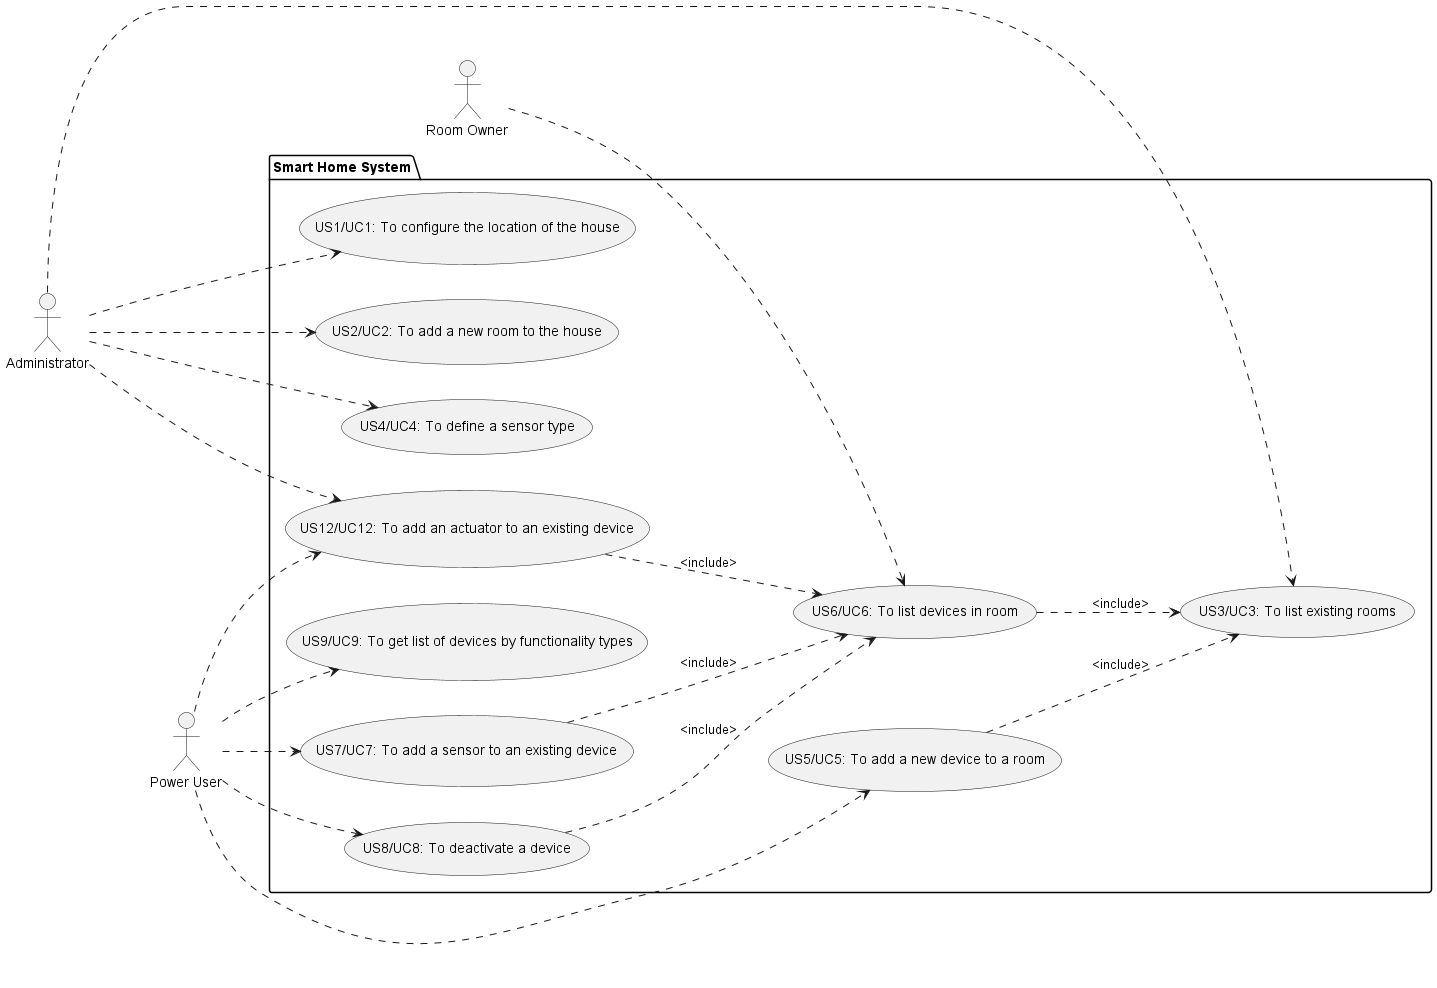 Room Owner
Smart Home System
US1/UC1: To configure the location of the house
US2/UC2: To add a new room to the house
Administrator
US4/UC4: To define a sensor type
US12/UC12: To add an actuator to an existing device
<include>
<include>
US6/UC6: To list devices in room
US3/UC3: To list existing rooms
US9/UC9: To get list of devices by functionality types
<include>
<include>
<include>
US7/UC7: To add a sensor to an existing device
US5/UC5: To add a new device to a room
Power User
US8/UC8: To deactivate a device